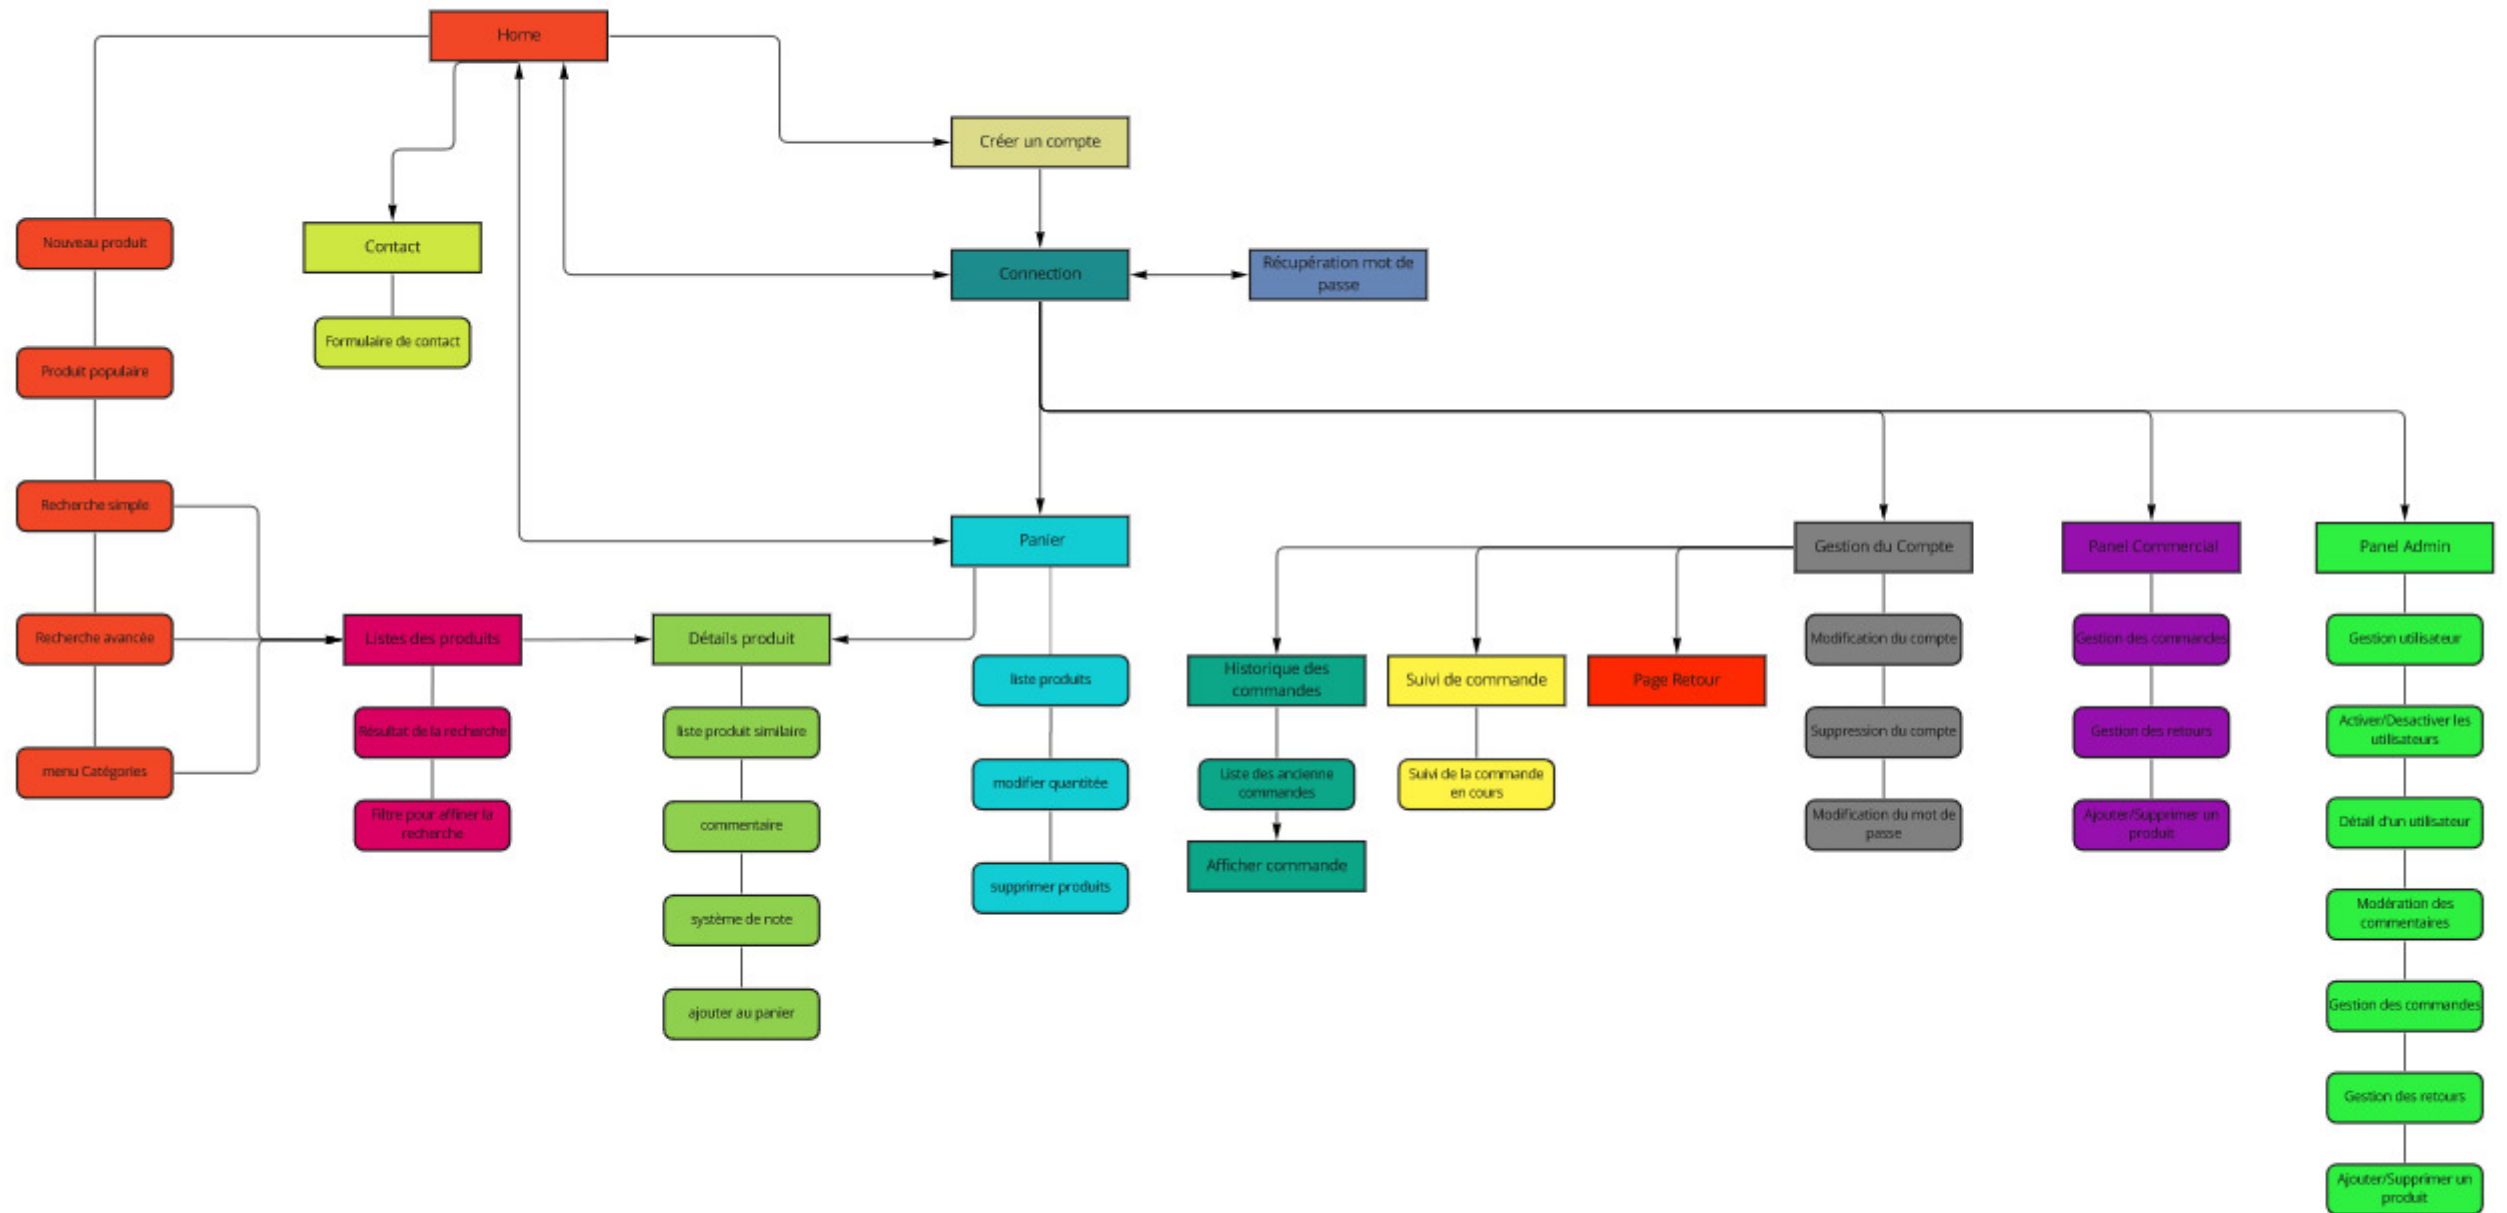 Home
Créer un compte
Nouveau produit
Contact
Connection
Récupération mot de
passe
Formulaire de contact
Produit populaire
Recherche simple
Panier
Gestion du Compte
Panel Commercial
Panel Admin
Recherche avancée
Listes des produits
Détails produit
liste produits
Historique des
commandes
Suivi de commande
Page Retour
Modification du compte
Gestion des commandes
Gestion utilisateur
menu Catégories
Résultat de la recherche
liste produit similaire
modifier quantitée
Liste des ancienne
commandes
Suivi de la commande
en cours
Suppression du compte
Gestion des retours
Activer/Desactiver les
utilisateurs
Filtre pour affiner la
recherche
commentaire
supprimer produits
Afficher commande
Modification du mot de
passe
Ajouter/Supprimer un
produit
Détail d'un utilisateur
système de note
Modération des
commentaires
ajouter au panier
Gestion des commandes
Gestion des retours
Ajouter/Supprimer un
produit